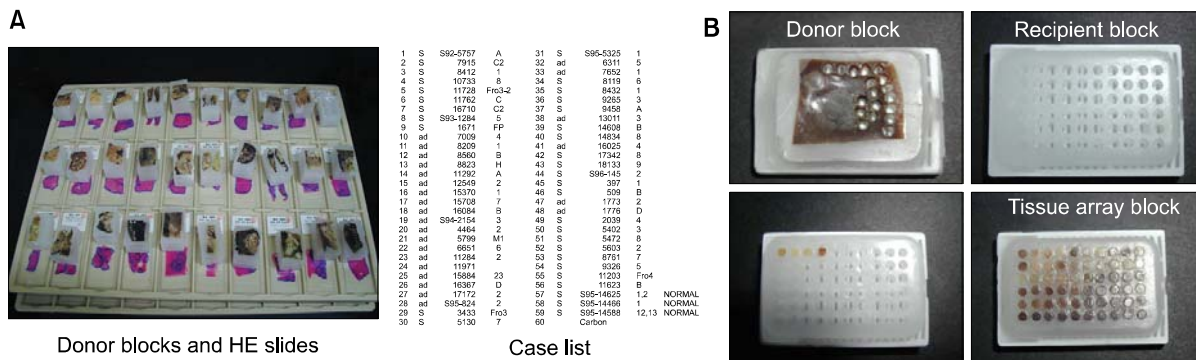 A
1 S S92-5757 A 31 S S95-5325 1
2 S 7915 C2 32 ad 6311 5
3 S 8412 1 33 ad 7652 1
4 S 10733 8 34 S 8119 6
5 S 11728 Fro3-2 35 S 8432 1
6 S 11762 C 36 S 9265 3
7 S 16710 C2 37 S 9458 A
8 S S93-1284 5 38 ad 13011 3
9 S 1671 FP 39 S 14608 B
10 ad 7009 4 40 S 14834 8
11 ad 8209 1 41 ad 16025 4
12 ad 8560 B 42 S 17342 8
13 ad 8823 H 43 S 18133 9
14 ad 11292 A 44 S S96-145 2
15 ad 12549 2 45 S 397 1
16 ad 15370 1 46 S 509 B
17 ad 15708 7 47 ad 1773 2
18 ad 16084 B 48 ad 1776 D
19 ad S94-2154 3 49 S 2039 4
20 ad 4464 2 50 S 5402 3
21 ad 5799 M1 51 S 5472 8
22 ad 6651 6 52 S 5603 2
23 ad 11284 2 53 S 8761 7
24 ad 11971 54 S 9326 5
25 ad 15884 23 55 S 11203 Fro4
26 ad 16367 D 56 S 11623 B
27 ad 17172 2 57 S S95-14625 1,2 NORMAL
28 ad S95-824 2 58 S S95-14486 1 NORMAL
29 S 3433 Fro3 59 S S95-14588 12,13 NORMAL
30 S 5130 7 60 Carbon
Donor blocks and HE slides
Case list
B
Donor block
Recipient block
Tissue array block